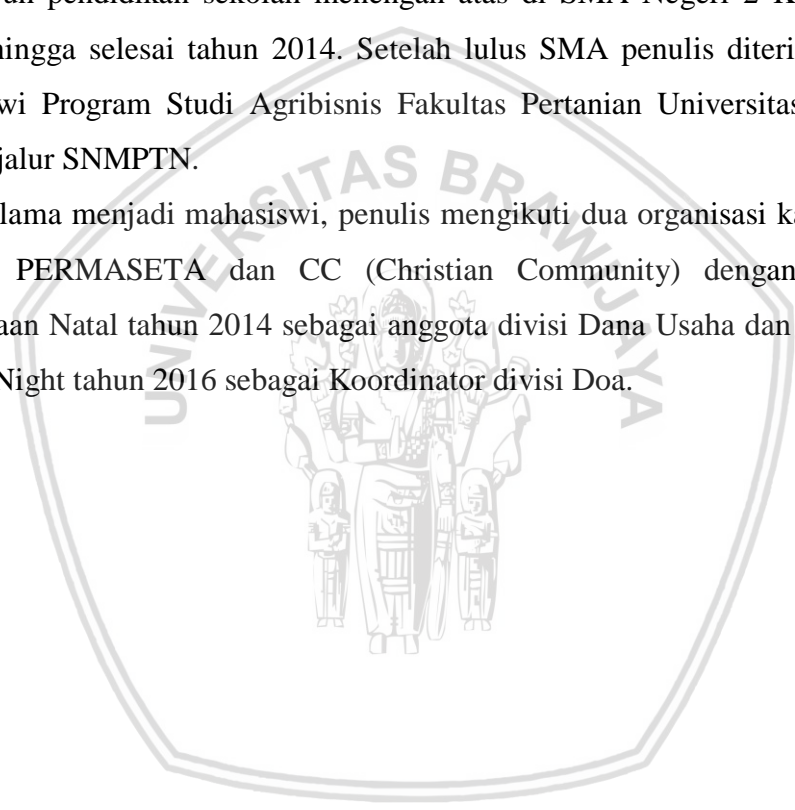 uh pendidikan sekolah menengah atas di SMA Negeri 2 K
hingga selesai tahun 2014. Setelah lulus SMA penulis diteri
wi Program Studi Agribisnis Fakultas Pertanian Universitas
jalur SNMPTN.
lama menjadi mahasiswi, penulis mengikuti dua organisasi ka
PERMASETA dan CC (Christian Community) dengan
aan Natal tahun 2014 sebagai anggota divisi Dana Usaha dan
Night tahun 2016 sebagai Koordinator divisi Doa.
UNIVERSITAS BRAWIJAYA